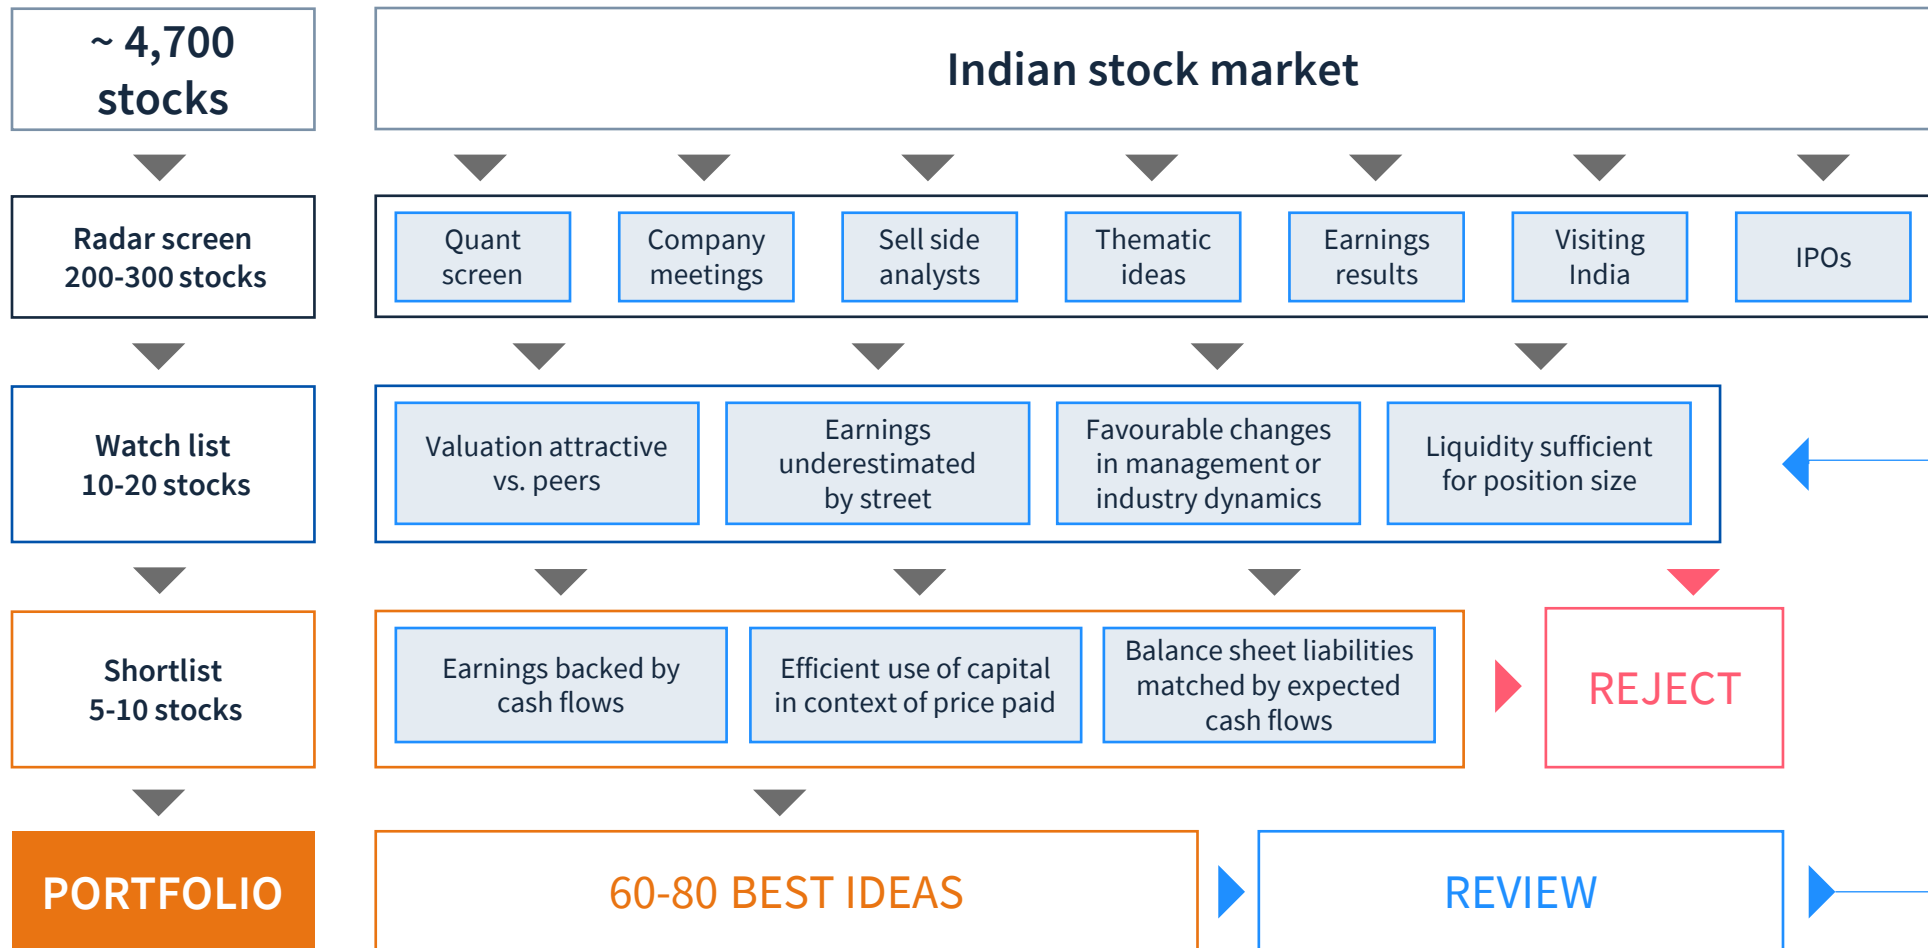 ~ 4,700
stocks
Indian stock market
Radar screen
200-300 stocks
Quant
screen
Company
meetings
Sell side
analysts
Thematic
ideas
Earnings
results
Visiting
India
IPOs
Watch list
10-20 stocks
Valuation attractive
vs. peers
Earnings
underestimated
by street
Favourable changes
in management or
industry dynamics
Liquidity sufficient
for position size
Shortlist
5-10 stocks
Earnings backed by
cash flows
Efficient use of capital
in context of price paid
Balance sheet liabilities
matched by expected
cash flows
REJECT
PORTFOLIO
60-80 BEST IDEAS
REVIEW